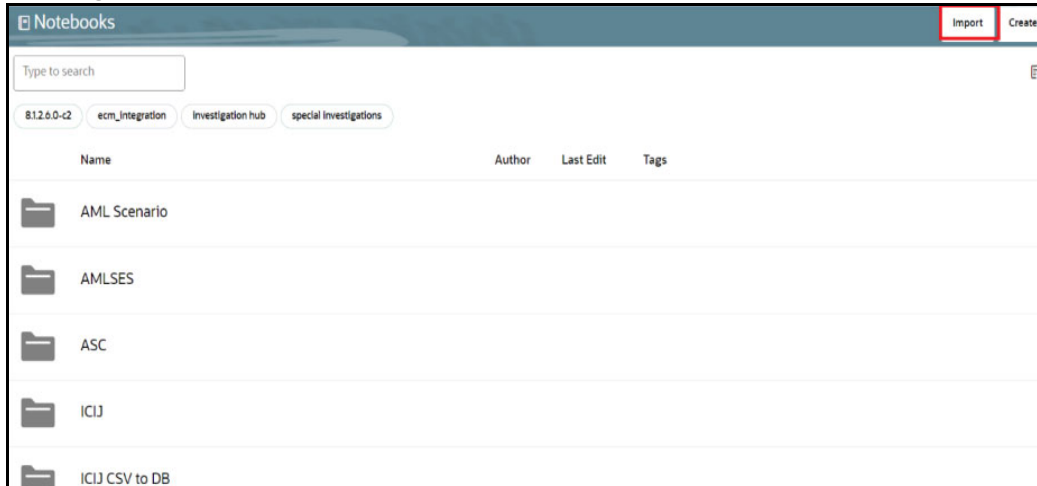 Notebooks Import Create
Type to search
8.1.2.6.0-c2 ecm_integration investigation hub special investigations
Name Author Last Edit Tags
AML Scenario
AMLSES
ASC
ICIJ
ICIJ CSV to DB